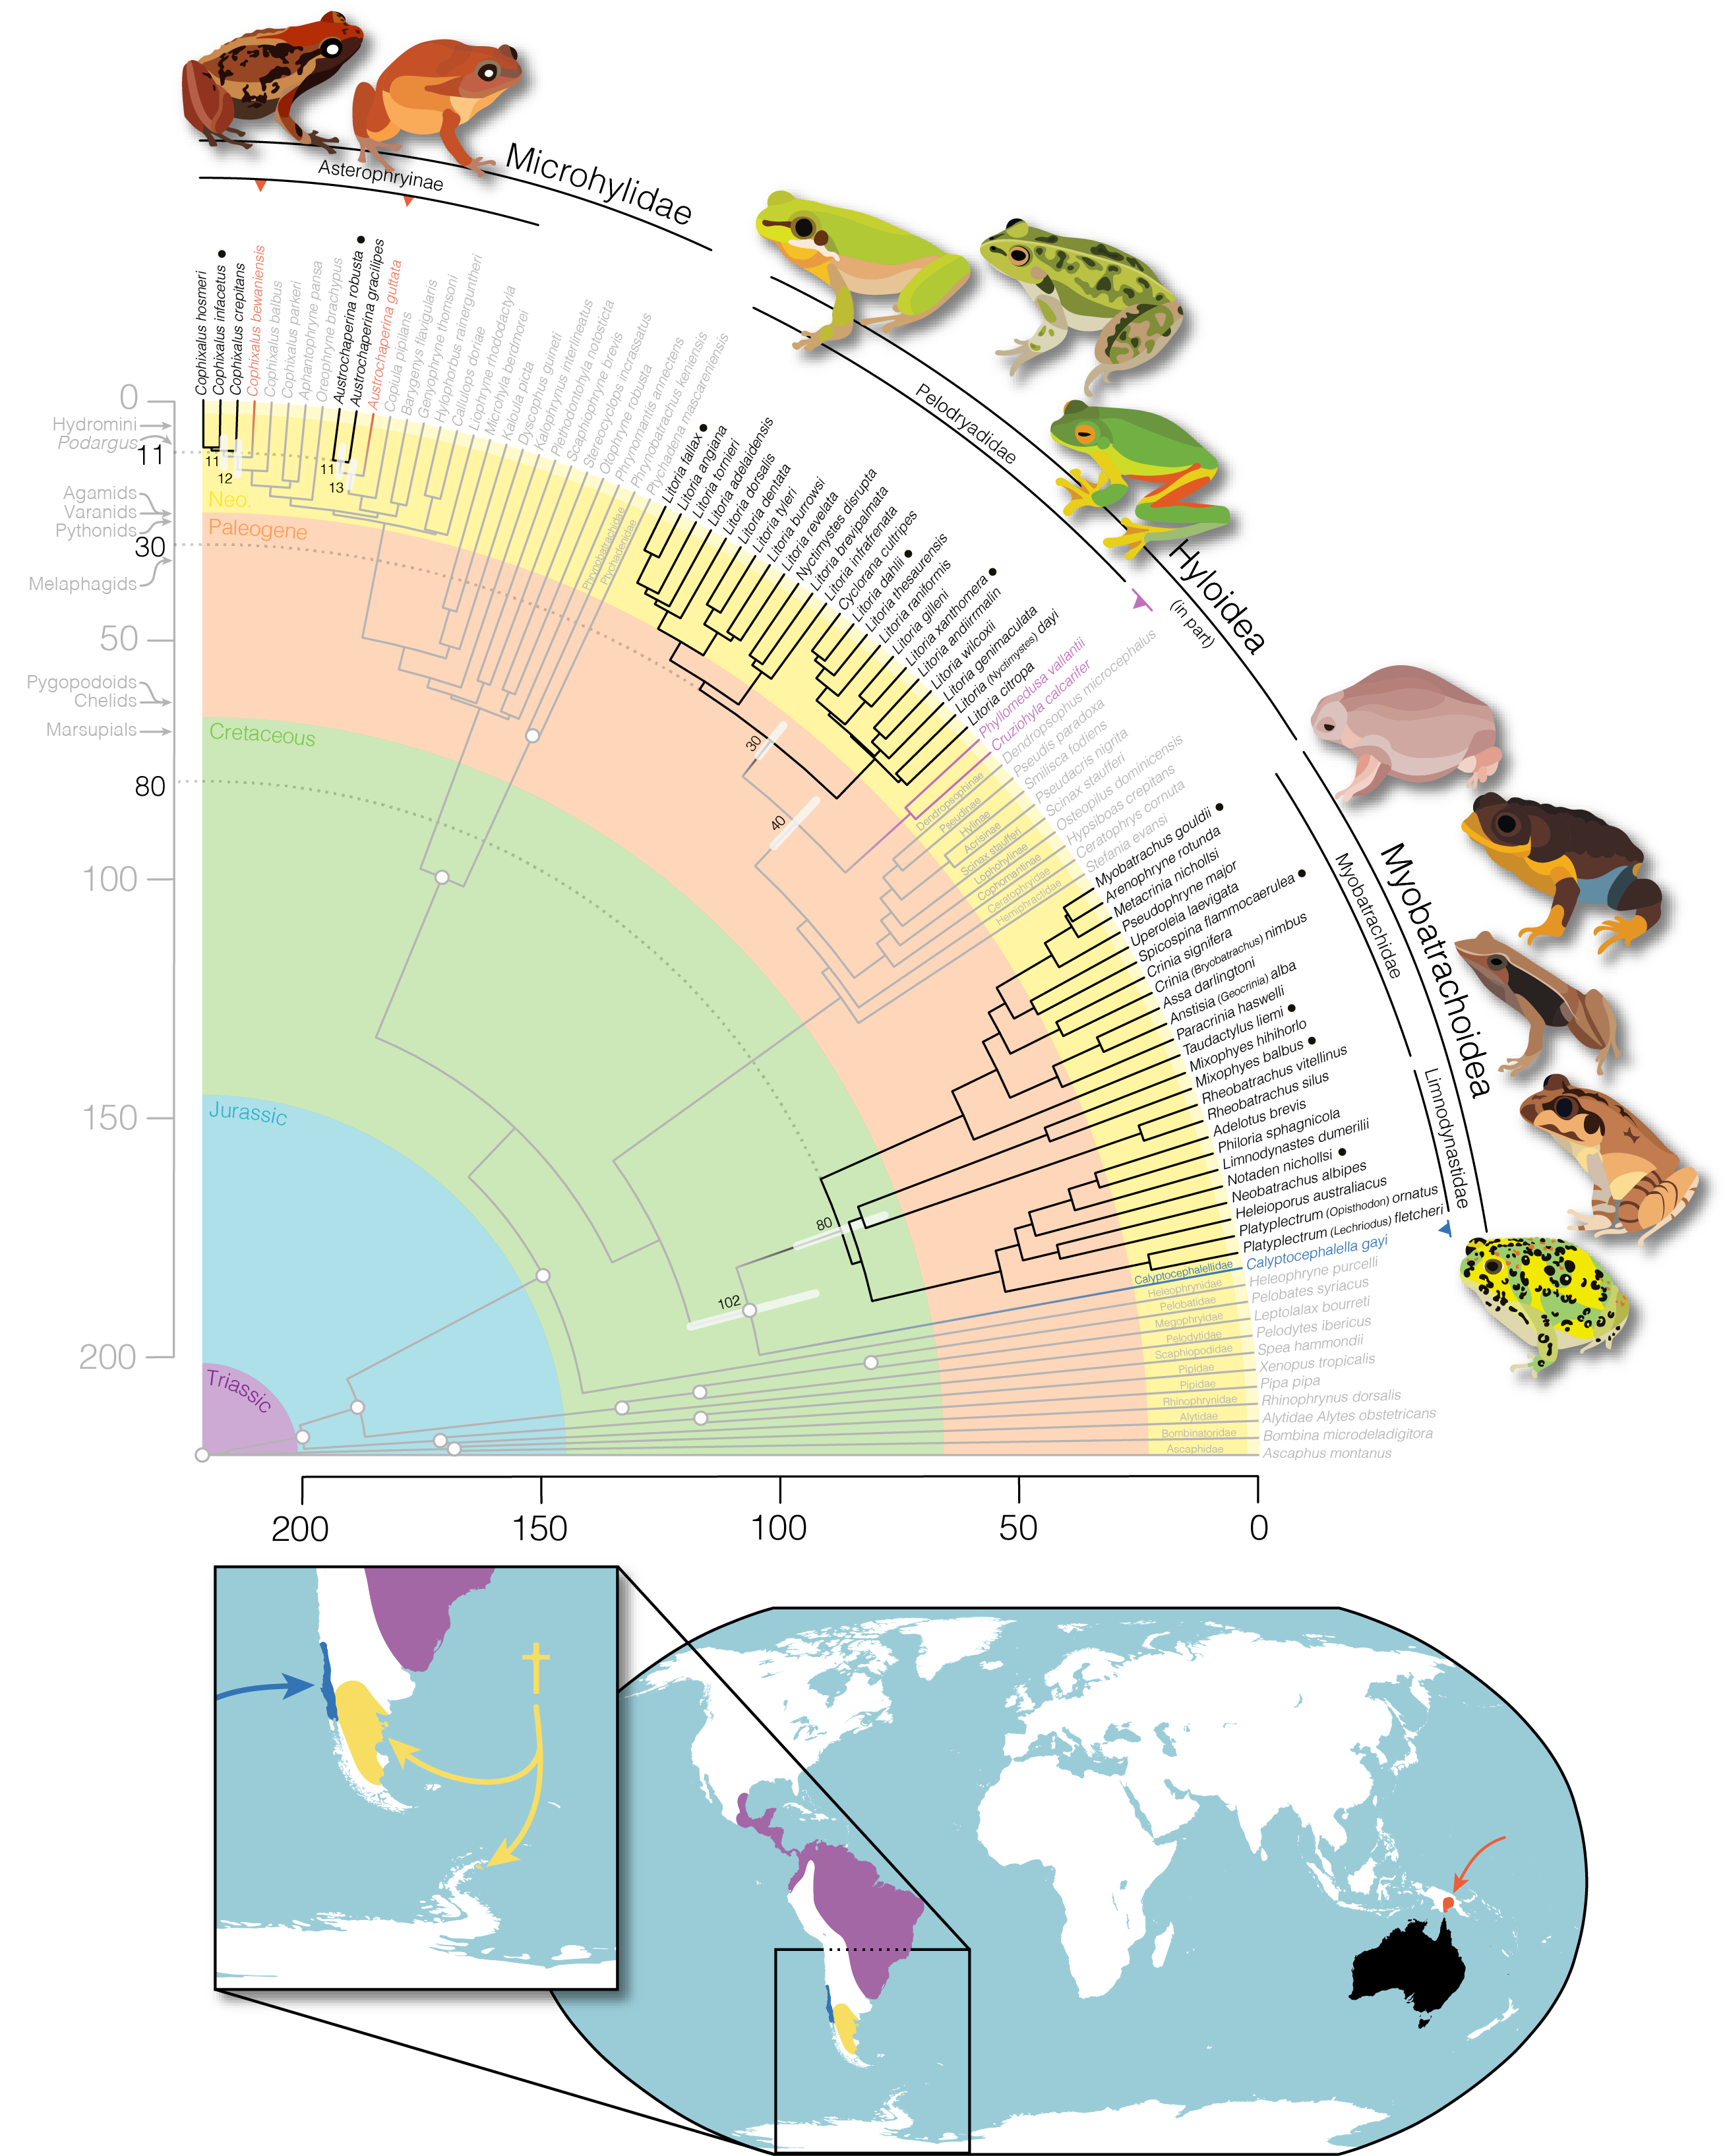 Asterophryinae
Microhylidae
Pelodryadidae
Hyloidea
(in part)
Myobatrachidae
Myobatrachoidea
Limnodynastidae
Cophixalus hosmeri
Cophixalus infacetus
Cophixalus crepitans
Cophixalus bewaniensis
Cophixalus balbus
Cophixalus parkeri
Aphantophryne pansa
Oreophryne brachypus
Austrochaperina robusta
Austrochaperina gracilipes
Austrochaperina guttata
Copiula pipilans
Barygenys flavigularis
Genyophryne thomsoni
Hylophorbus rainerguntheri
Callulops doriae
Liophryne rhododactyla
Microhyla berdmorei
Kaloula picta
Dyscophus guineti
Kalophrynus interlineatus
Plethodontohyla notosticta
Scaphiophryne brevis
Stereocyclops incrassatus
Otophryne robusta
Phrynomantis annectens
Phrynobatrachus kenensis
Ptychadena mascareniensis
Phrynobatrachidae
Ptychadenidae
Litoria fallax
Litoria angiana
Litoria tornieri
Litoria adelaidensis
Litoria dorsalis
Litoria dentata
Litoria tyleri
Litoria burrowsi
Litoria revelata
Nyctimystes disrupta
Litoria brevipalmata
Litoria infrafrenata
Cyclorana cultripes
Litoria dahlii
Litoria thesaurensis
Litoria raniformis
Litoria gilleni
Litoria xanthomera
Litoria andiirrmalin
Litoria wilcoxii
Litoria genimaculata
Litoria (Nyctimystes) dayi
Litoria citropa
Phyllomedusa vallantii
Cruziohyla calcarifer
Dendrosophus microcephalus
Pseudis paradoxa
Smilisca fodiens
Pseudacris nigrita
Scinax staufferi
Osteopilus dominicensis
Hypsiboas crepitans
Ceratophrys cornuta
Stefania evansi
Dendropsophinae
Pseudinae
Hylinae
Acrisinae
Scinax staufferi
Lophohylinae
Cophomantinae
Ceratophryidae
Hemiphractidae
Myobatrachus gouldii
Arenophryne rotunda
Metacrinia nichollsi
Pseudophryne major
Uperoleia laevigata
Spicospina flammocaerulea
Crinia signifera
Crinia (Bryobatrachus) nimbus
Assa darlingtoni
Anstisia (Geocrinia) alba
Paracrinia haswelli
Taudactylus liemi
Mixophyes hihihorlo
Mixophyes balbus
Rheobatrachus vitellinus
Rheobatrachus silus
Adelotus brevis
Philoria sphagnicola
Limnodynastes dumerilii
Notaden nichollsi
Neobatrachus albipes
Heleioporus australiacus
Platyplectrum (Opisthodon) ornatus
Platyplectrum (Lechriodus) fletcheri
Calyptocephalella gayi
Heleophryne purcelli
Pelobates syriacus
Leptolalax bourreti
Pelodytes ibericus
Spea hammondii
Xenopus tropicalis
Pipa pipa
Rhinophrynus dorsalis
Alytidae Alytes obstetricans
Bombina microdeladigitora
Ascaphus montanus
Calyptocephalellidae
Heleophrynidae
Pelobatidae
Megophryidae
Pelodytidae
Scaphiopodidae
Pipidae
Pipidae
Rhinophrynidae
Alytidae
Bombinatoridae
Ascaphidae
0
Hydromini
Podargus
11
Agamids
Varanids
Pythonids
30
Melaphagids
50
Pygopodoids
Chelids
Marsupials
80
100
150
200
11
12
11
13
30
40
80
102
Neo.
Paleogene
Cretaceous
Jurassic
Triassic
200 150 100 50 0